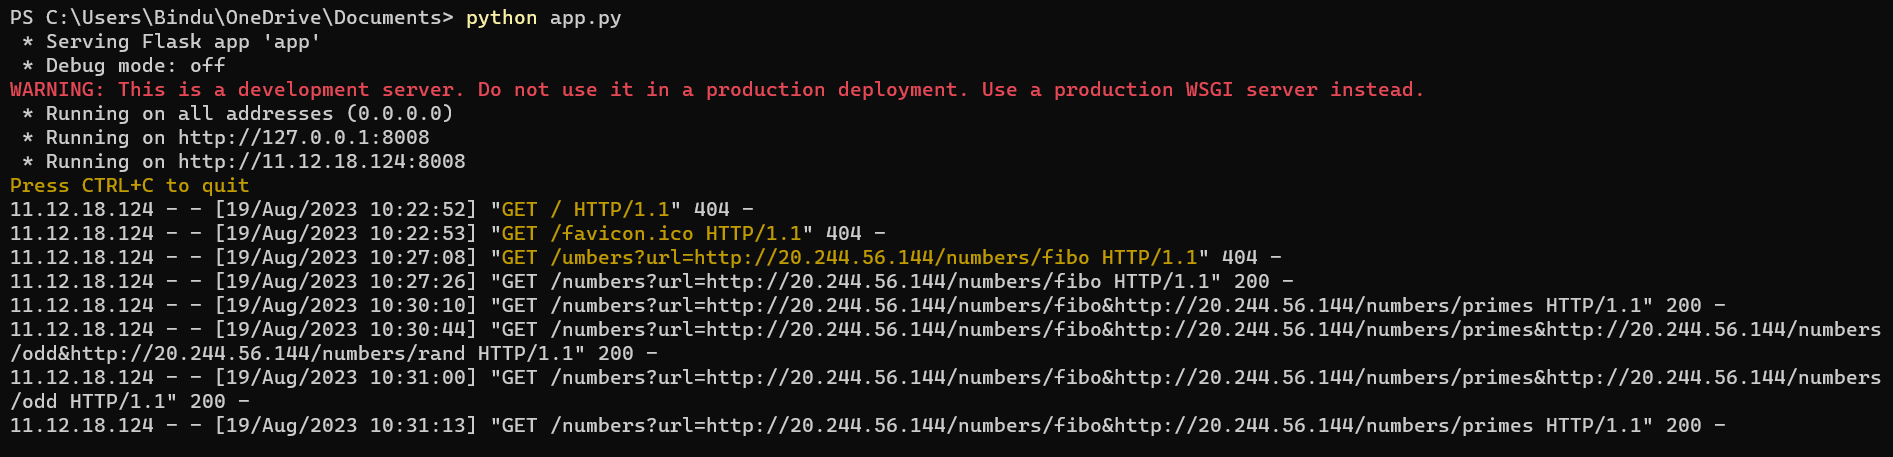 PS C:\Users\Bindu\OneDrive\Documents> python app.py
 * Serving Flask app 'app'
 * Debug mode: off
WARNING: This is a development server. Do not use it in a production deployment. Use a production WSGI server instead.
 * Running on all addresses (0.0.0.0)
 * Running on http://127.0.0.1:8008
 * Running on http://11.12.18.124:8008
Press CTRL+C to quit
11.12.18.124 - - [19/Aug/2023 10:22:52] "GET / HTTP/1.1" 404 -
11.12.18.124 - - [19/Aug/2023 10:22:53] "GET /favicon.ico HTTP/1.1" 404 -
11.12.18.124 - - [19/Aug/2023 10:27:08] "GET /umbers?url=http://20.244.56.144/numbers/fibo HTTP/1.1" 404 -
11.12.18.124 - - [19/Aug/2023 10:27:26] "GET /numbers?url=http://20.244.56.144/numbers/fibo HTTP/1.1" 200 -
11.12.18.124 - - [19/Aug/2023 10:30:10] "GET /numbers?url=http://20.244.56.144/numbers/fibo&http://20.244.56.144/numbers/primes HTTP/1.1" 200 -
11.12.18.124 - - [19/Aug/2023 10:30:44] "GET /numbers?url=http://20.244.56.144/numbers/fibo&http://20.244.56.144/numbers/primes&http://20.244.56.144/numbers
/odd&http://20.244.56.144/numbers/rand HTTP/1.1" 200 -
11.12.18.124 - - [19/Aug/2023 10:31:00] "GET /numbers?url=http://20.244.56.144/numbers/fibo&http://20.244.56.144/numbers/primes&http://20.244.56.144/numbers
/odd HTTP/1.1" 200 -
11.12.18.124 - - [19/Aug/2023 10:31:13] "GET /numbers?url=http://20.244.56.144/numbers/fibo&http://20.244.56.144/numbers/primes HTTP/1.1" 200 -